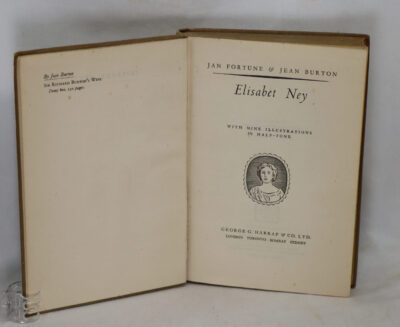 By Jean Burton
SIR RICHARD BURTON'S WIFE
Demy 8vo. 350 pages.
JAN FORTUNE & JEAN BURTON
Elisabet Ney
WITH NINE ILLUSTRATIONS
IN HALF-TONE
GEORGE G. HARRAP & CO. LTD.
LONDON TORONTO BOMBAY SYDNEY